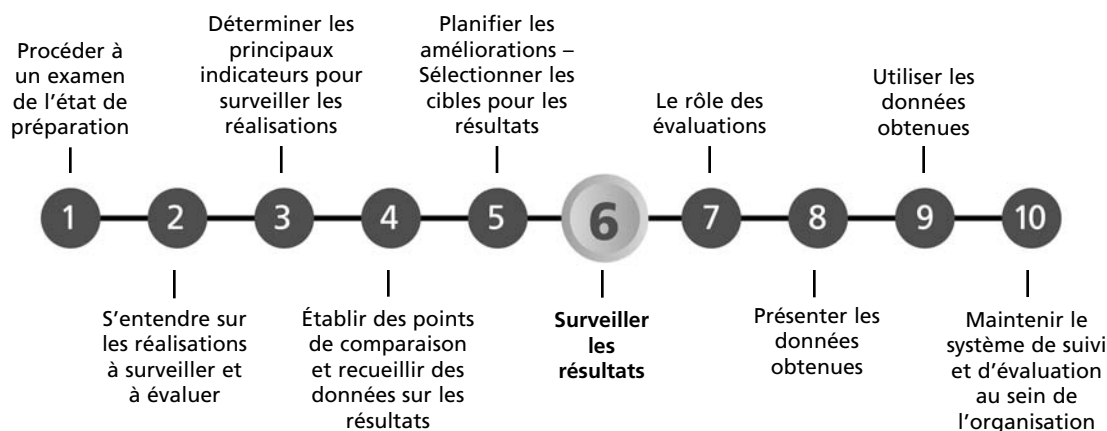 Procéder à
un examen
de l'état de
préparation
Déterminer les
principaux
indicateurs pour
surveiller les
réalisations
Planifier les
améliorations –
Sélectionner les
cibles pour les
résultats
Le rôle des
évaluations
Utiliser les
données
obtenues
1
2
3
4
5
6
7
8
9
10
S'entendre sur
les réalisations
à surveiller et
à évaluer
Établir des points
de comparaison
et recueillir des
données sur les
résultats
Surveiller
les
résultats
Présenter les
données
obtenues
Maintenir le
système de suivi
et d'évaluation
au sein de
l'organisation